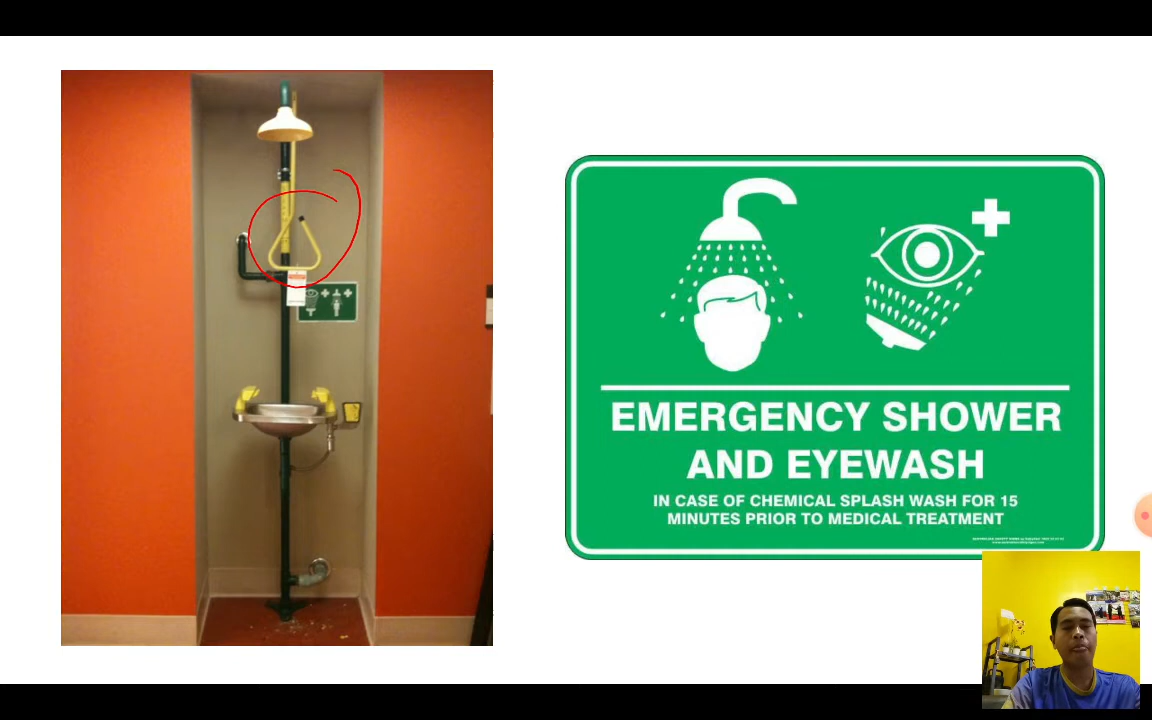 EMERGENCY SHOWER
AND EYEWASH
IN CASE OF CHEMICAL SPLASH WASH FOR 15
MINUTES PRIOR TO MEDICAL TREATMENT